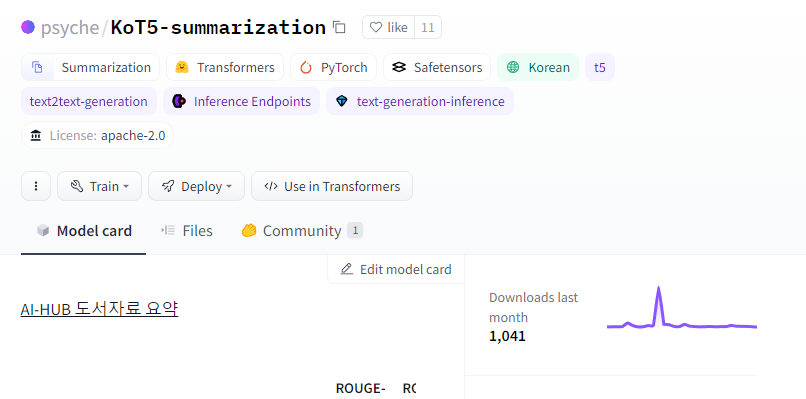 psyche/KoT5-summarization like 11
Summarization Transformers PyTorch Safetensors Korean t5
text2text-generation Inference Endpoints text-generation-inference
License: apache-2.0
Train Deploy </> Use in Transformers
Model card Files Community 1
Edit model card
AI-HUB 도서자료 요약
Downloads last
month
1,041
ROUGE-